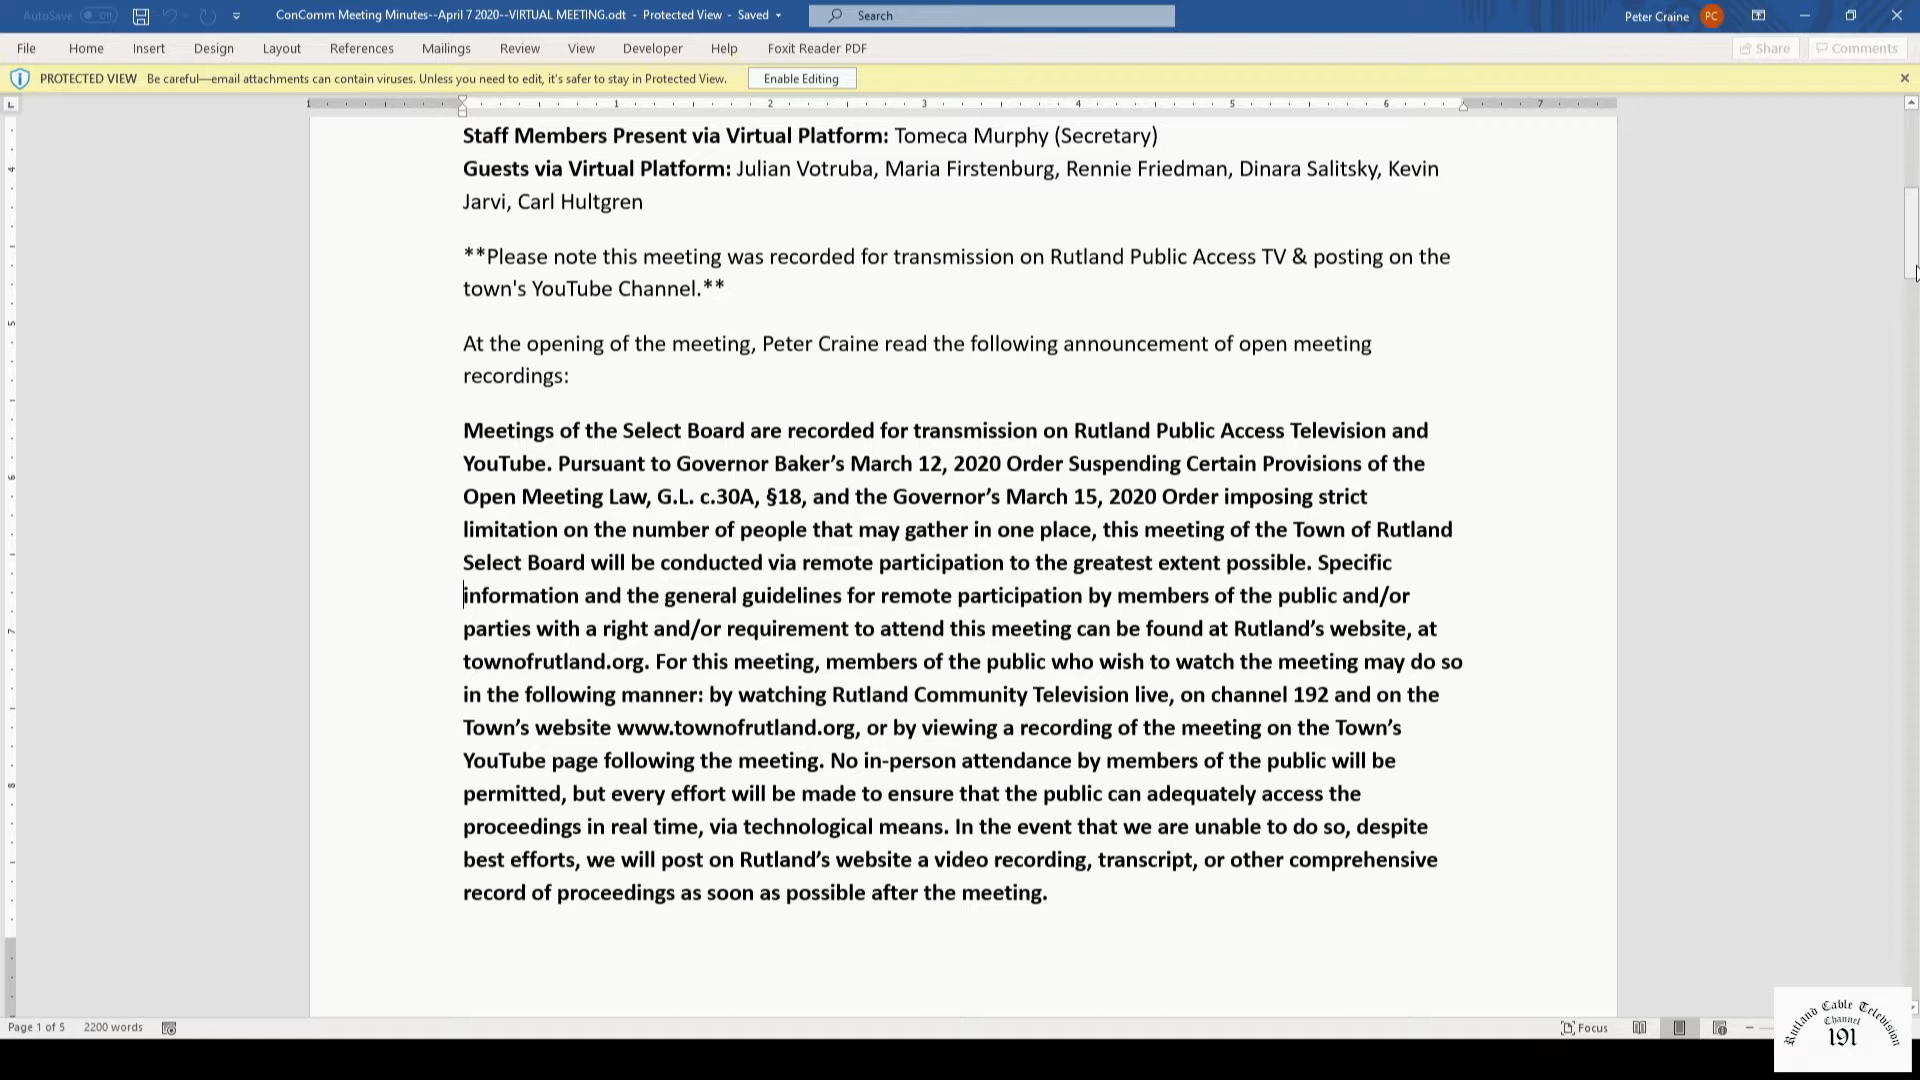 AutoSave Off ConComm Meeting Minutes--April 7 2020--VIRTUAL MEETING.odt - Protected View - Saved Search Peter Craine PC
File Home Insert Design Layout References Mailings Review View Developer Help Foxit Reader PDF Share Comments
PROTECTED VIEW Be careful—email attachments can contain viruses. Unless you need to edit, it's safer to stay in Protected View. Enable Editing
1 1 2 3 4 5 6 7
Staff Members Present via Virtual Platform: Tomeca Murphy (Secretary)
Guests via Virtual Platform: Julian Votruba, Maria Firstenburg, Rennie Friedman, Dinara Salitsky, Kevin
Jarvi, Carl Hultgren
**Please note this meeting was recorded for transmission on Rutland Public Access TV & posting on the
town's YouTube Channel.**
At the opening of the meeting, Peter Craine read the following announcement of open meeting
recordings:
Meetings of the Select Board are recorded for transmission on Rutland Public Access Television and
YouTube. Pursuant to Governor Baker’s March 12, 2020 Order Suspending Certain Provisions of the
Open Meeting Law, G.L. c.30A, §18, and the Governor’s March 15, 2020 Order imposing strict
limitation on the number of people that may gather in one place, this meeting of the Town of Rutland
Select Board will be conducted via remote participation to the greatest extent possible. Specific
information and the general guidelines for remote participation by members of the public and/or
parties with a right and/or requirement to attend this meeting can be found at Rutland’s website, at
townofrutland.org. For this meeting, members of the public who wish to watch the meeting may do so
in the following manner: by watching Rutland Community Television live, on channel 192 and on the
Town’s website www.townofrutland.org, or by viewing a recording of the meeting on the Town’s
YouTube page following the meeting. No in-person attendance by members of the public will be
permitted, but every effort will be made to ensure that the public can adequately access the
proceedings in real time, via technological means. In the event that we are unable to do so, despite
best efforts, we will post on Rutland’s website a video recording, transcript, or other comprehensive
record of proceedings as soon as possible after the meeting.
4
5
6
7
8
Page 1 of 5 2200 words Focus
Rutland Cable Television
Channel
191